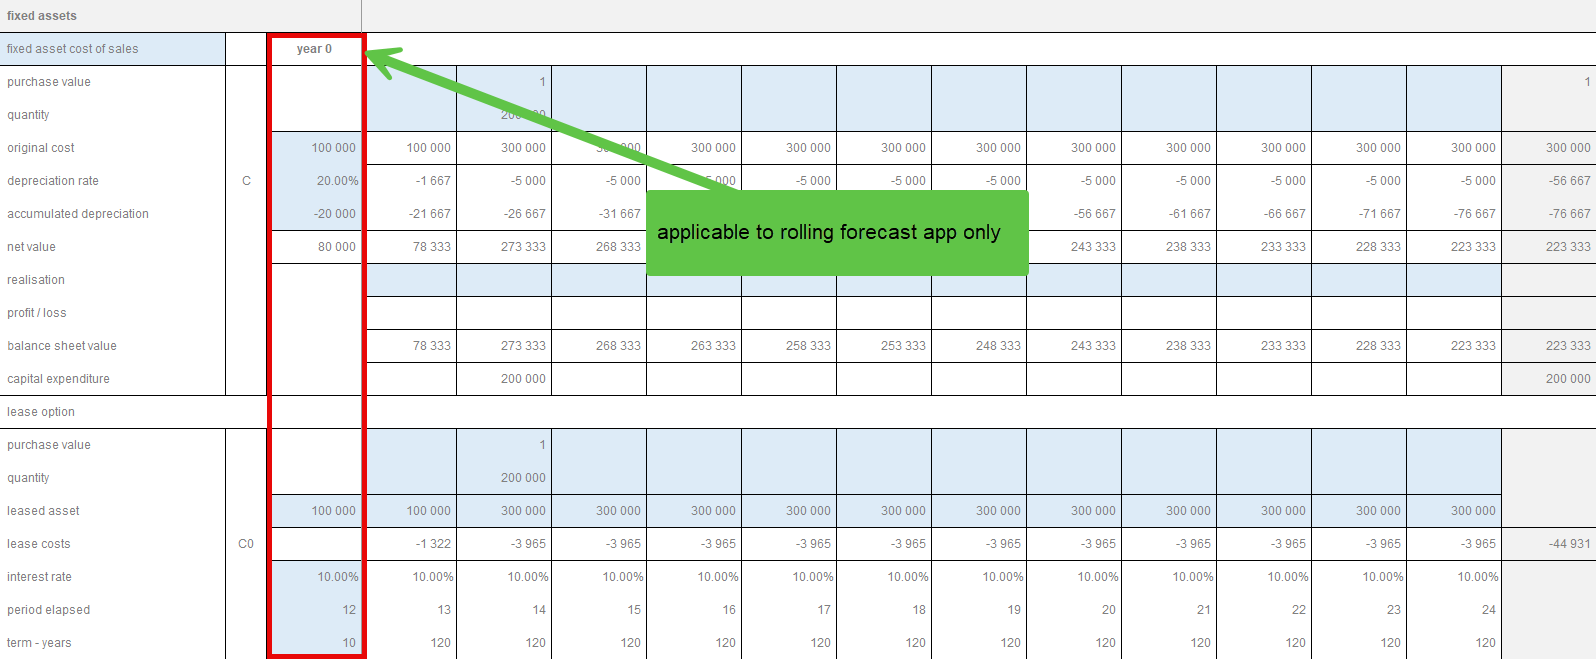 fixed assets
fixed asset cost of sales year 0
purchase value 1 1
quantity
original cost 100 000 100 000 300 000 300 000 300 000 300 000 300 000 300 000 300 000 300 000 300 000 300 000 300 000
depreciation rate C 20.00% -1 667 -5 000 -5 000 -5 000 -5 000 -5 000 -5 000 -5 000 -5 000 -5 000 -5 000 -56 667
accumulated depreciation -20 000 -21 667 -26 667 -31 667 -56 667 -61 667 -66 667 -71 667 -76 667 -76 667
applicable to rolling forecast app only
net value 80 000 78 333 273 333 268 333 243 333 238 333 233 333 228 333 223 333 223 333
realisation
profit / loss
balance sheet value 78 333 273 333 268 333 263 333 258 333 253 333 248 333 243 333 238 333 233 333 228 333 223 333 223 333
capital expenditure 200 000 200 000
lease option
purchase value 1
quantity 200 000
leased asset 100 000 100 000 300 000 300 000 300 000 300 000 300 000 300 000 300 000 300 000 300 000 300 000 300 000
lease costs C0 -1 322 -3 965 -3 965 -3 965 -3 965 -3 965 -3 965 -3 965 -3 965 -3 965 -3 965 -3 965 -44 931
interest rate 10.00% 10.00% 10.00% 10.00% 10.00% 10.00% 10.00% 10.00% 10.00% 10.00% 10.00% 10.00% 10.00%
period elapsed 12 13 14 15 16 17 18 19 20 21 22 23 24
term - years 10 120 120 120 120 120 120 120 120 120 120 120 120